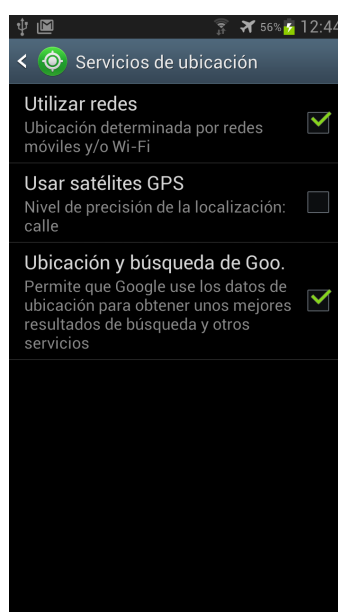 56% 12:44
Servicios de ubicación
Utilizar redes
Ubicación determinada por redes
móviles y/o Wi-Fi
Usar satélites GPS
Nivel de precisión de la localización:
calle
Ubicación y búsqueda de Goo.
Permite que Google use los datos de
ubicación para obtener unos mejores
resultados de búsqueda y otros
servicios